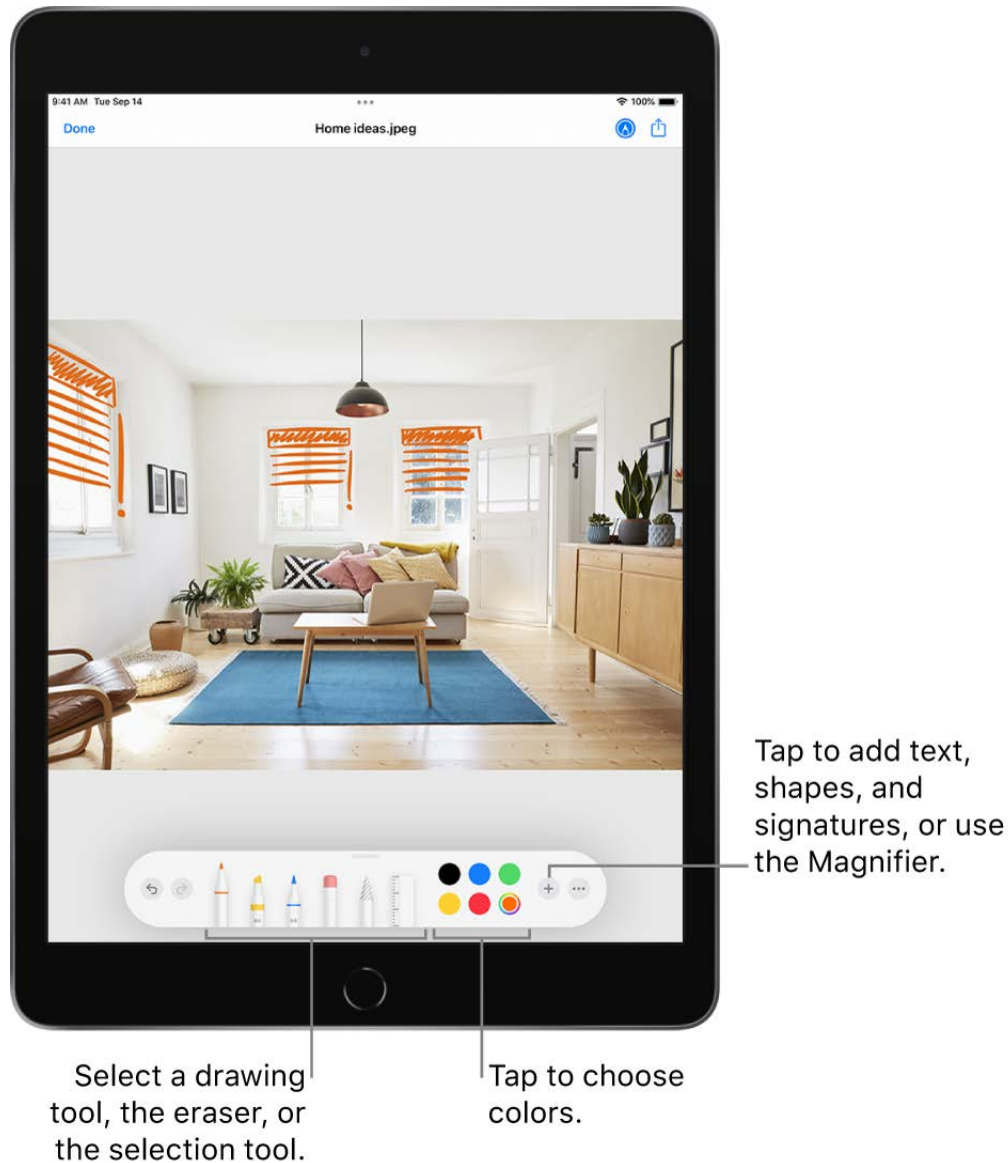 9:41 AM Tue Sep 14
100%
Done
Home ideas.jpeg
Tap to add text,
shapes, and
signatures, or use
the Magnifier.
Select a drawing
tool, the eraser, or
the selection tool.
Tap to choose
colors.